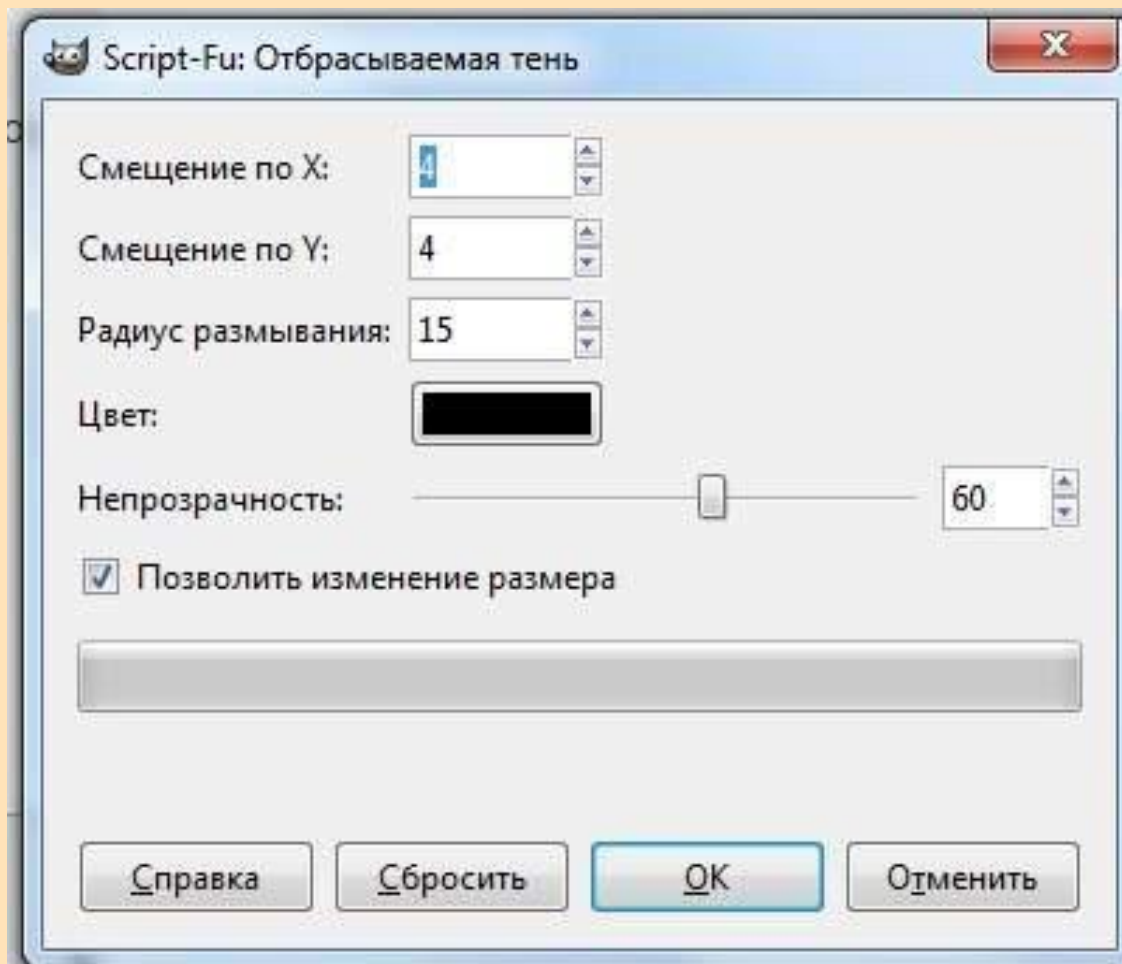 Script-Fu: Отбрасываемая тень
Смещение по X: 4
Смещение по Y: 4
Радиус размывания: 15
Цвет:
Непрозрачность: 60
Позволить изменение размера
Справка Сбросить OK Отменить